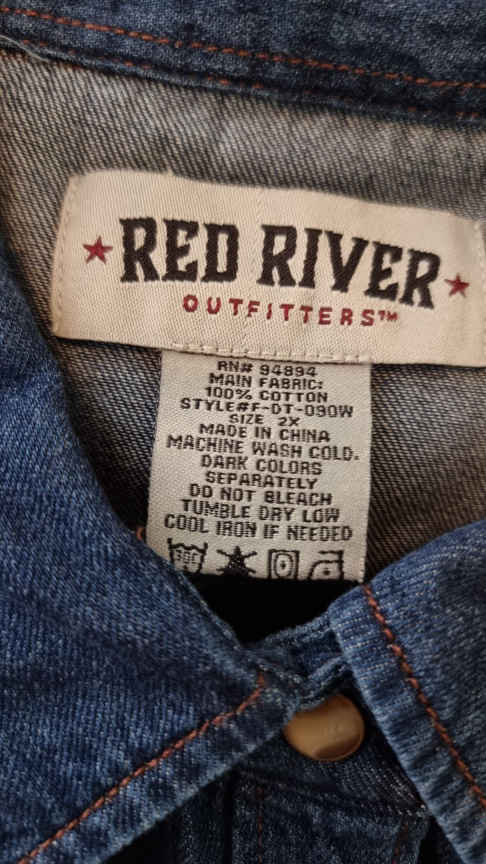 RED RIVER
OUTFITTERS™
RN# 94894
MAIN FABRIC:
100% COTTON
STYLE#F-DT-090W
SIZE 2X
MADE IN CHINA
MACHINE WASH COLD.
DARK COLORS
SEPARATELY
DO NOT BLEACH
TUMBLE DRY LOW
COOL IRON IF NEEDED